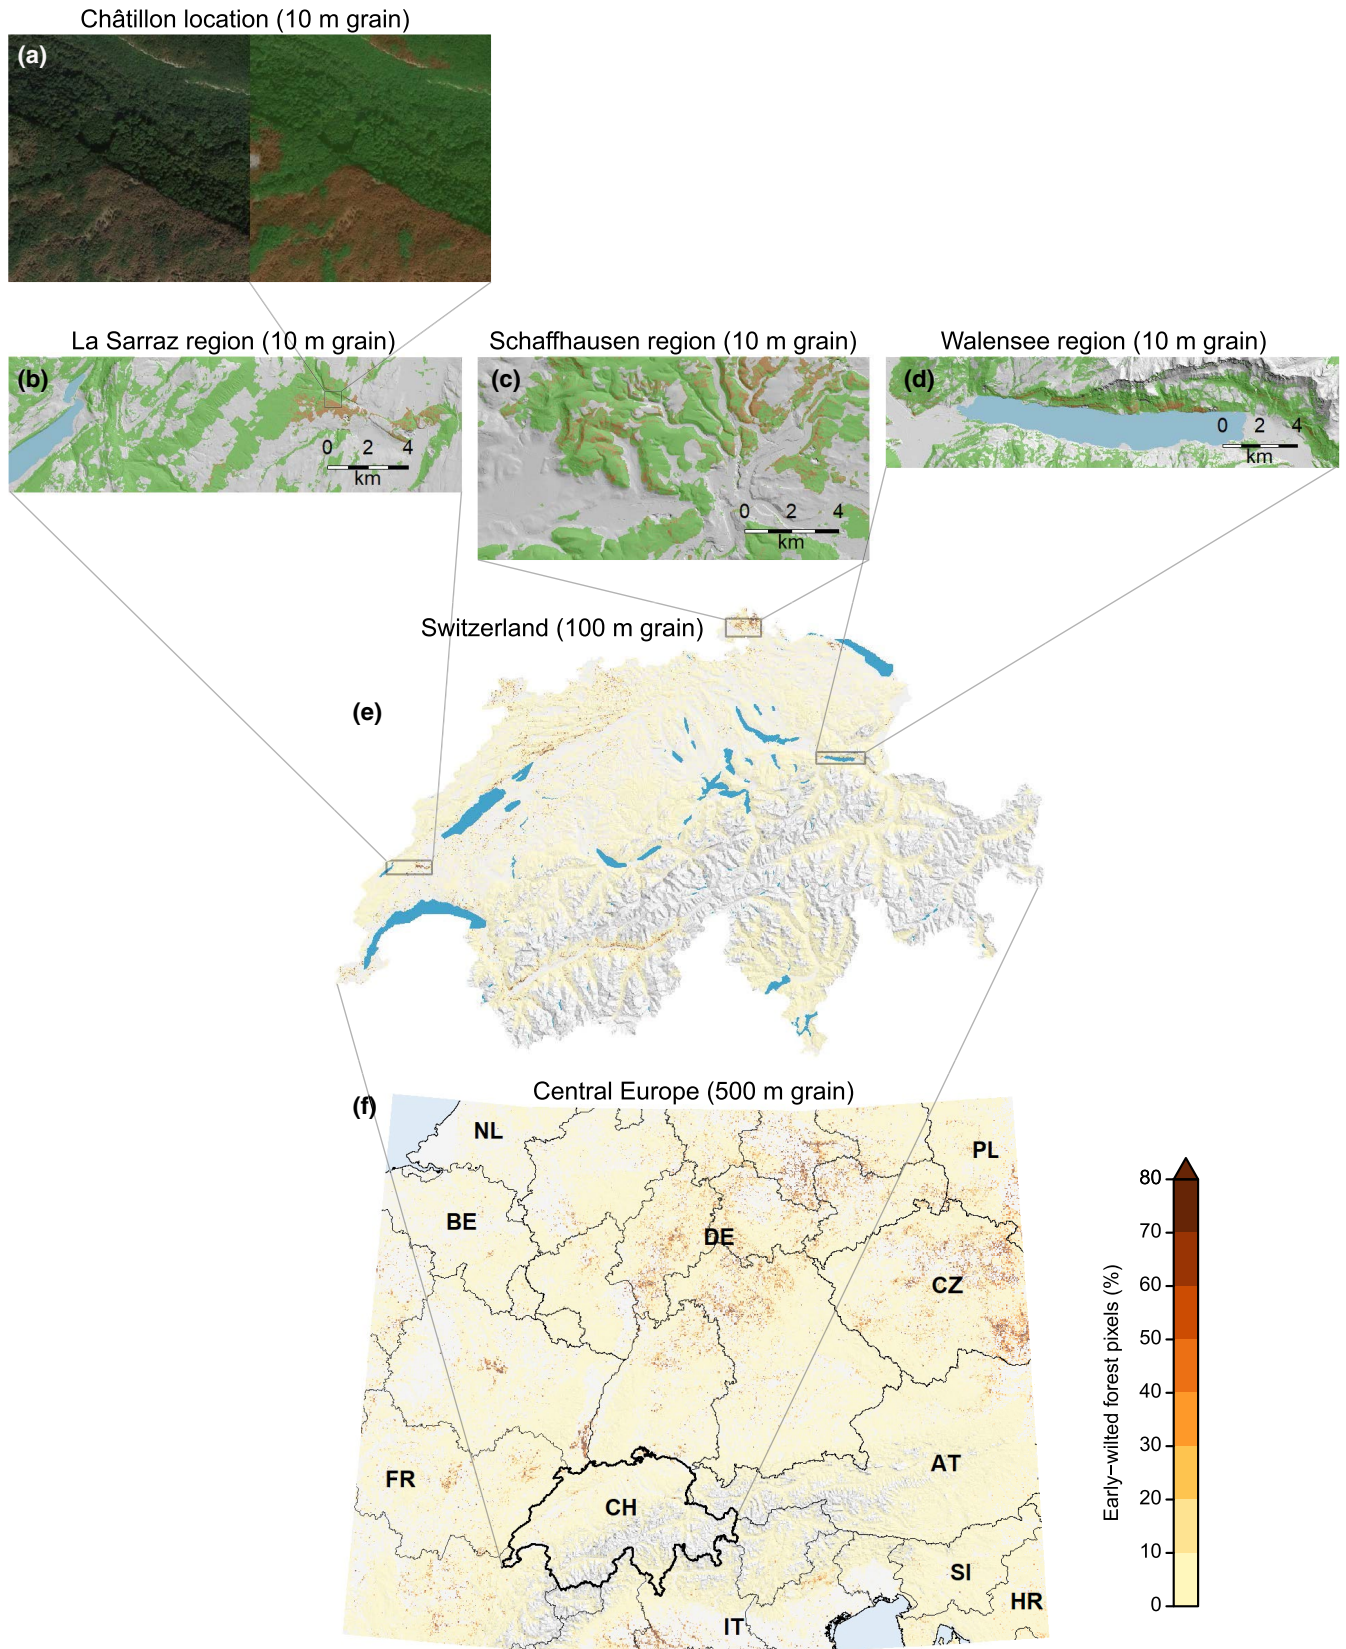 Châtillon location (10 m grain)
(a)
La Sarraz region (10 m grain)
Schaffhausen region (10 m grain)
Walensee region (10 m grain)
(b)
(c)
(d)
0 2 4
km
0 2 4
km
0 2 4
km
Switzerland (100 m grain)
(e)
Central Europe (500 m grain)
(f)
NL
PL
BE
DE
CZ
FR
CH
AT
SI
HR
IT
80
70
60
50
40
30
20
10
0
Early−wilted forest pixels (%)